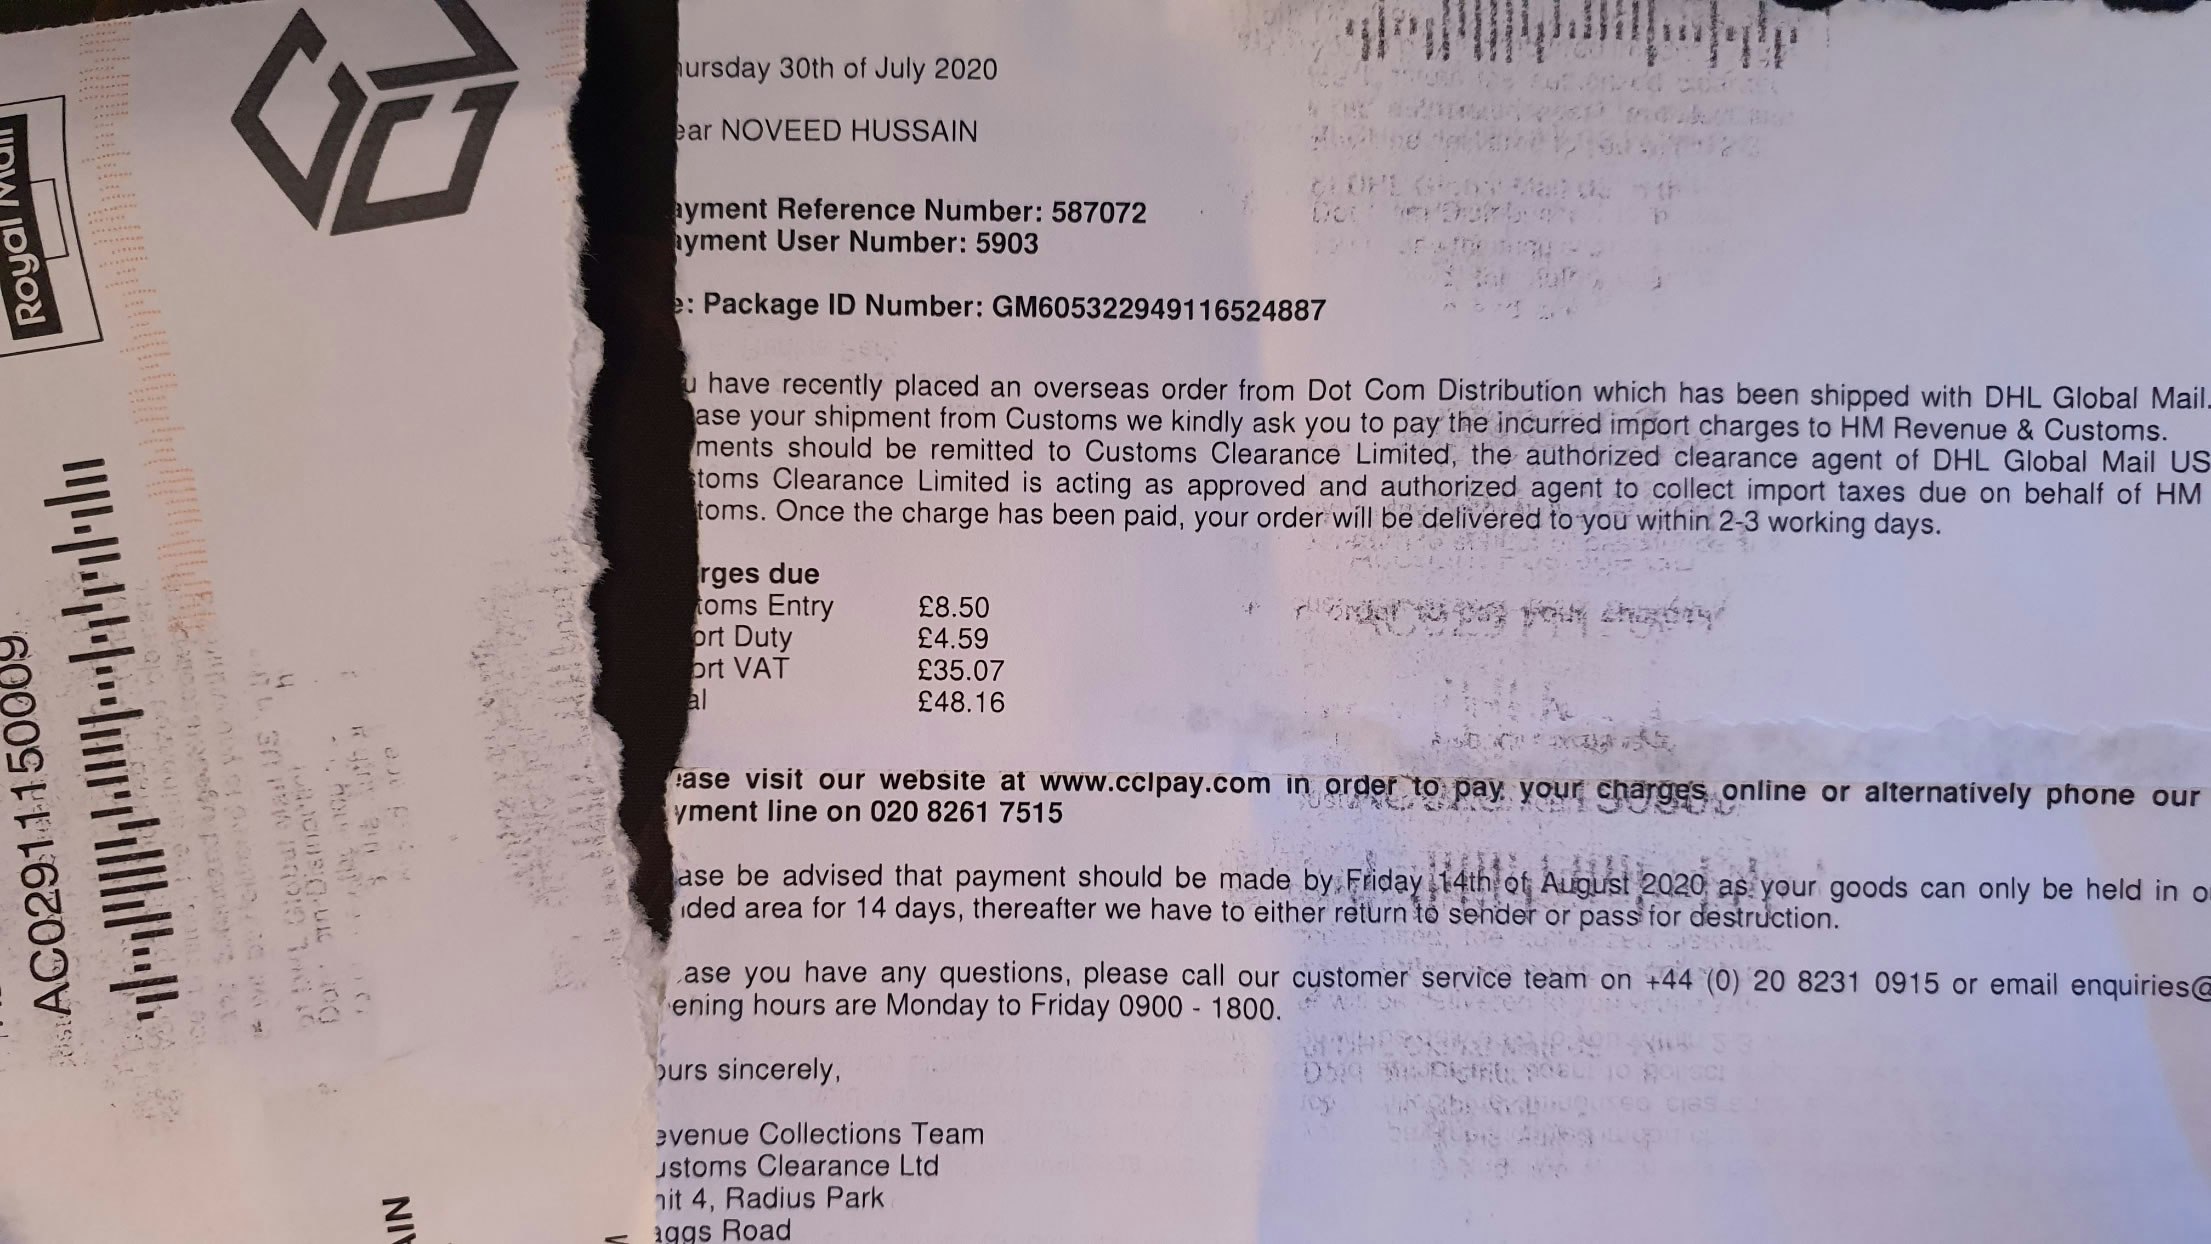 Royal Mail
AC0291150009
AIN
ursday 30th of July 2020
ear NOVEED HUSSAIN
ayment Reference Number: 587072
ayment User Number: 5903
e: Package ID Number: GM605322949116524887
u have recently placed an overseas order from Dot Com Distribution which has been shipped with DHL Global Mail.
ase your shipment from Customs we kindly ask you to pay the incurred import charges to HM Revenue & Customs.
ments should be remitted to Customs Clearance Limited, the authorized clearance agent of DHL Global Mail US
toms Clearance Limited is acting as approved and authorized agent to collect import taxes due on behalf of HM
toms. Once the charge has been paid, your order will be delivered to you within 2-3 working days.
rges due
toms Entry £8.50
ort Duty £4.59
ort VAT £35.07
al £48.16
ease visit our website at www.cclpay.com in order to pay your charges online or alternatively phone our
yment line on 020 8261 7515
ase be advised that payment should be made by Friday 14th of August 2020 as your goods can only be held in o
ded area for 14 days, thereafter we have to either return to sender or pass for destruction.
ase you have any questions, please call our customer service team on +44 (0) 20 8231 0915 or email enquiries@
ening hours are Monday to Friday 0900 - 1800.
ours sincerely,
evenue Collections Team
ustoms Clearance Ltd
nit 4, Radius Park
aggs Road